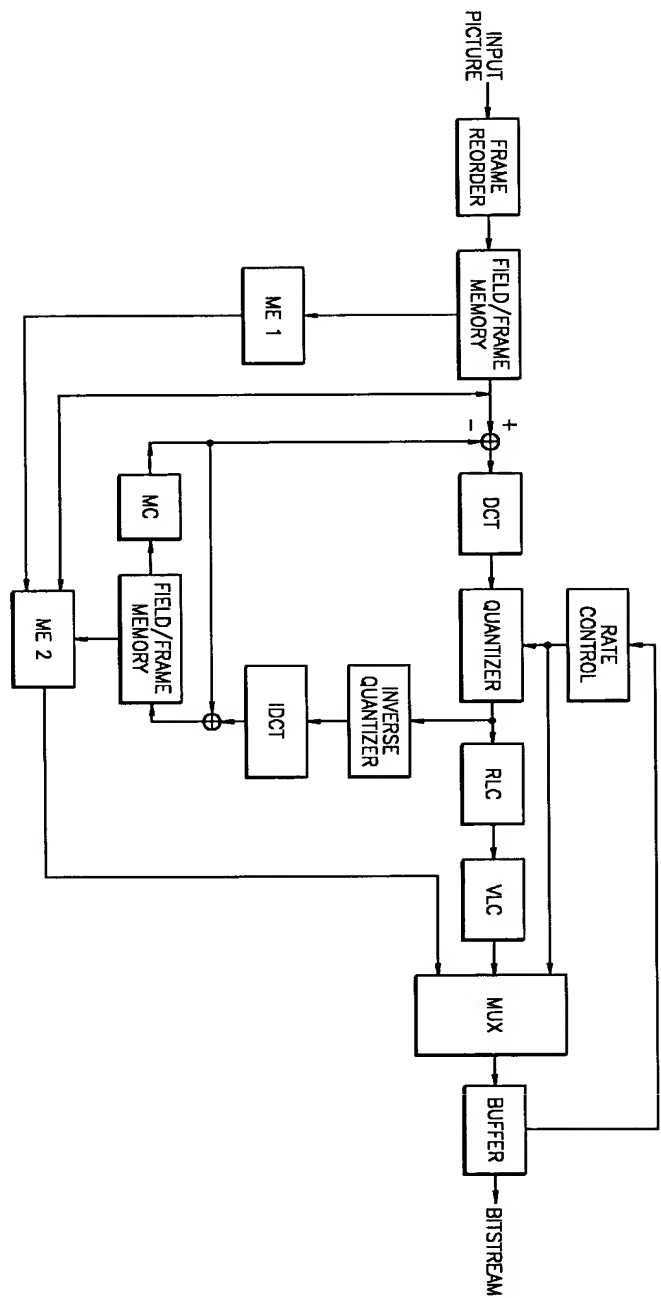 INPUT
PICTURE
FRAME
REORDER
FIELD/FRAME
MEMORY
ME 1
+
-
DCT
MC
QUANTIZER
RATE
CONTROL
FIELD/FRAME
MEMORY
ME 2
IDCT
INVERSE
QUANTIZER
RLC
VLC
MUX
BUFFER
BITSTREAM